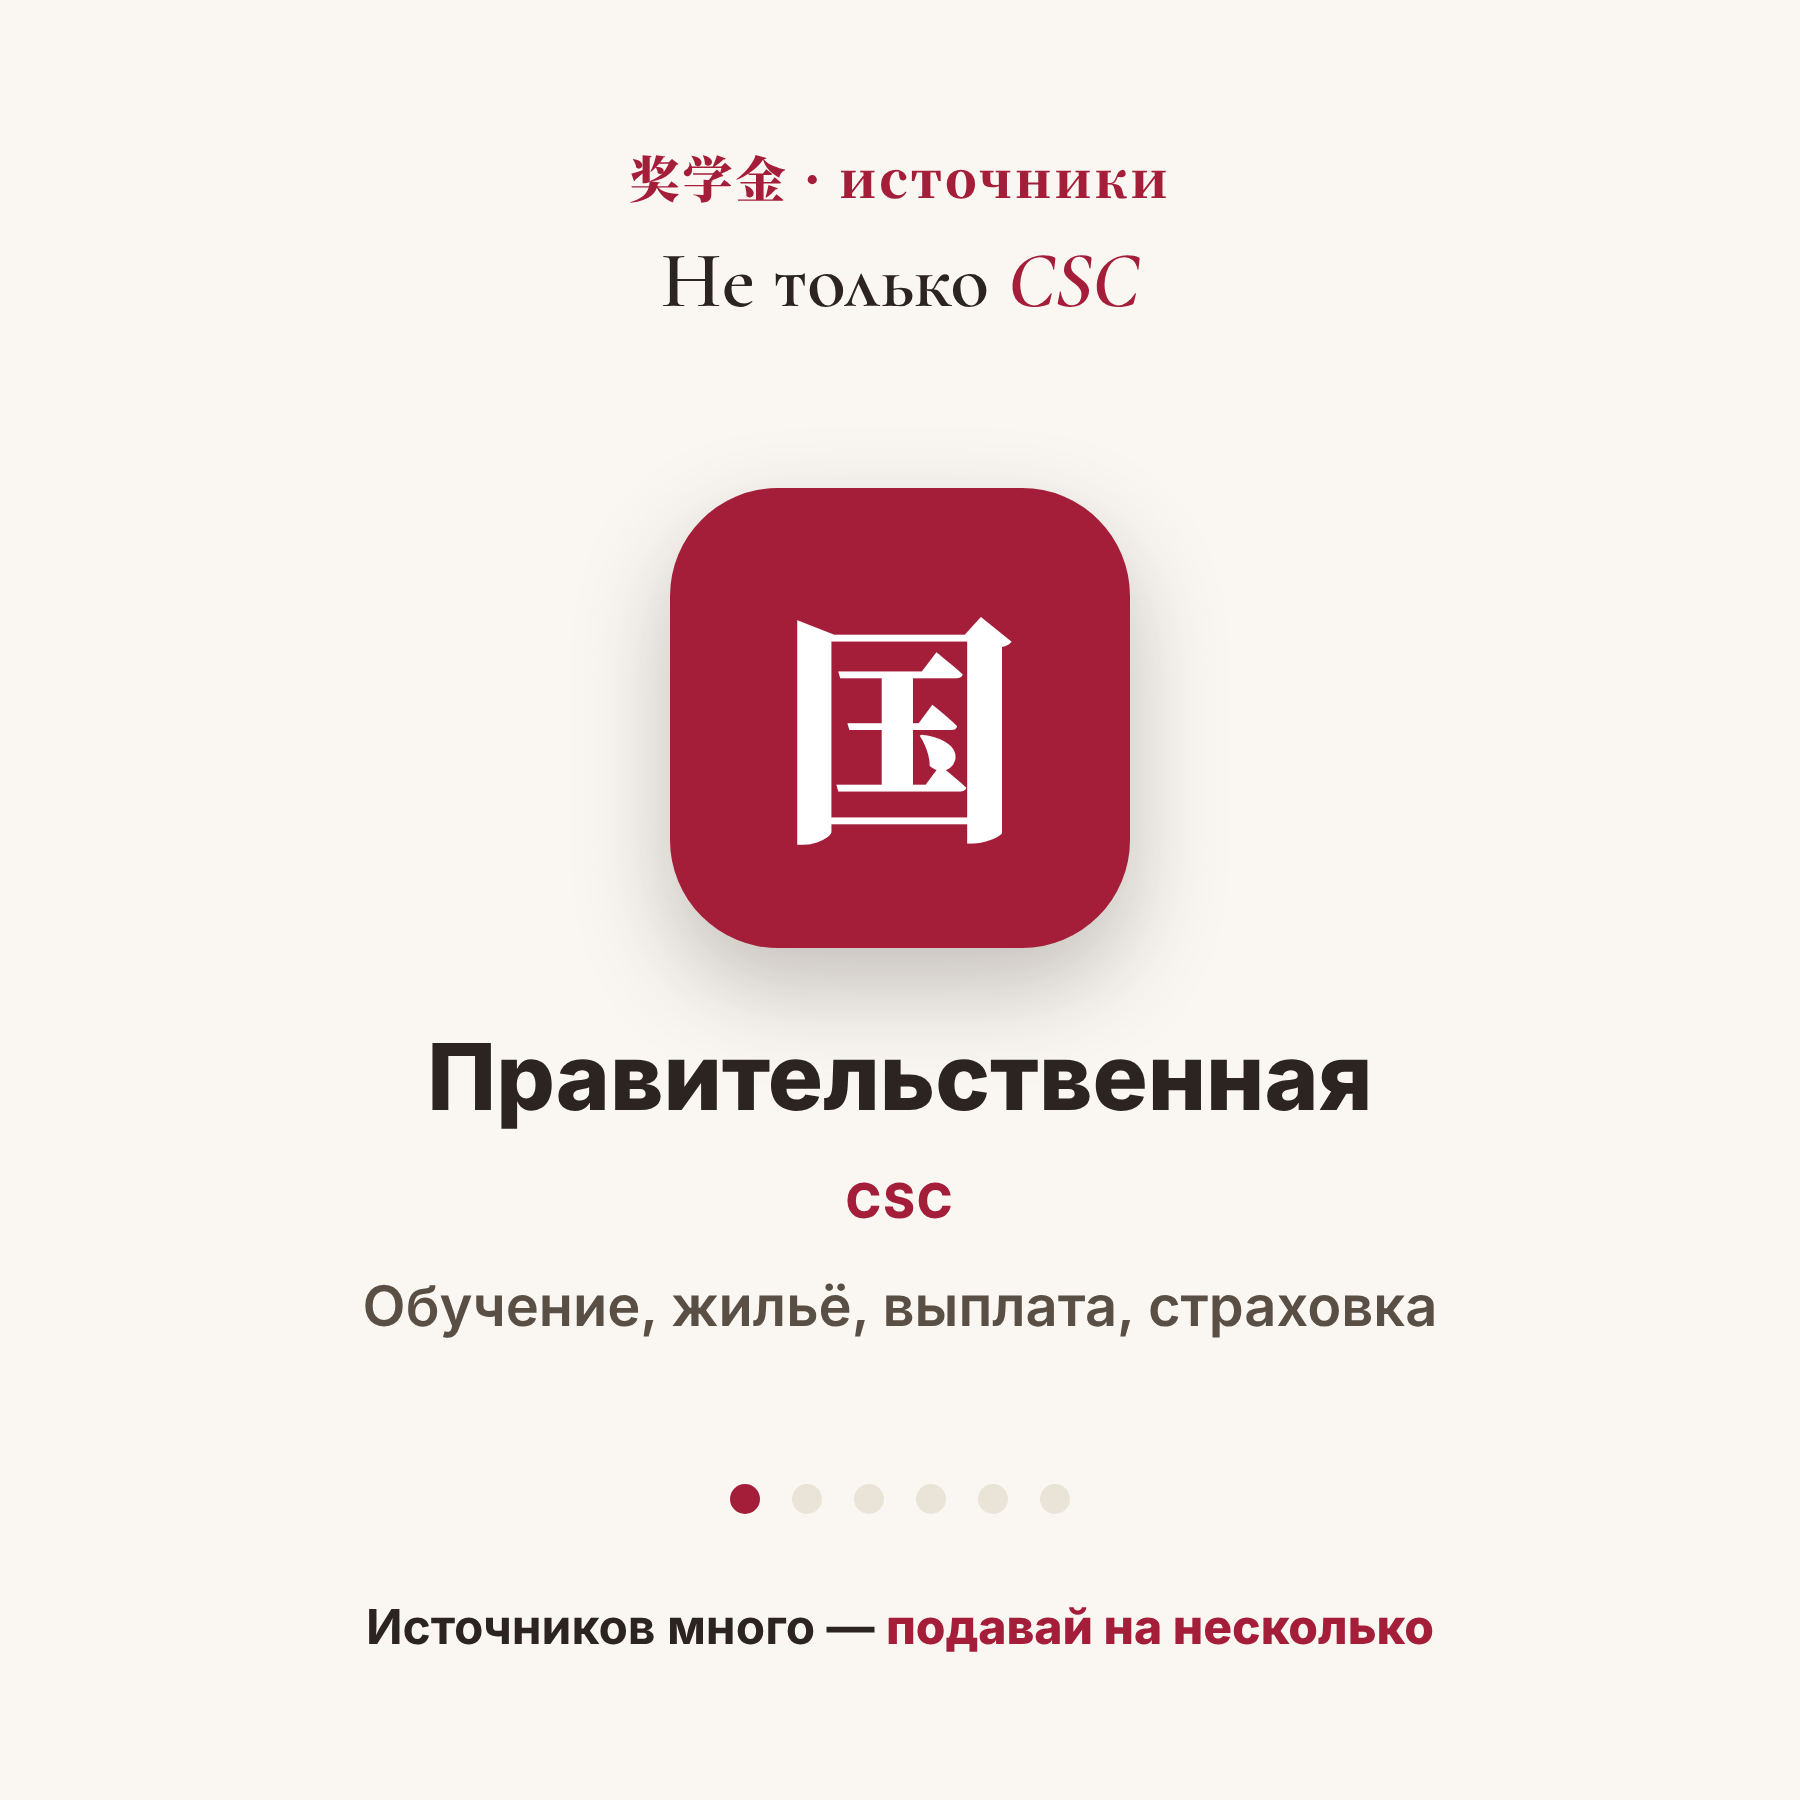 奖学金 · источники
Не только CSC
国
Правительственная
CSC
Обучение, жильё, выплата, страховка
Источников много — подавай на несколько